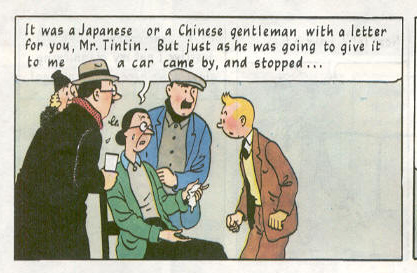 It was a Japanese or a Chinese gentleman with a letter
for you, Mr. Tintin. But just as he was going to give it
to me a car came by, and stopped...